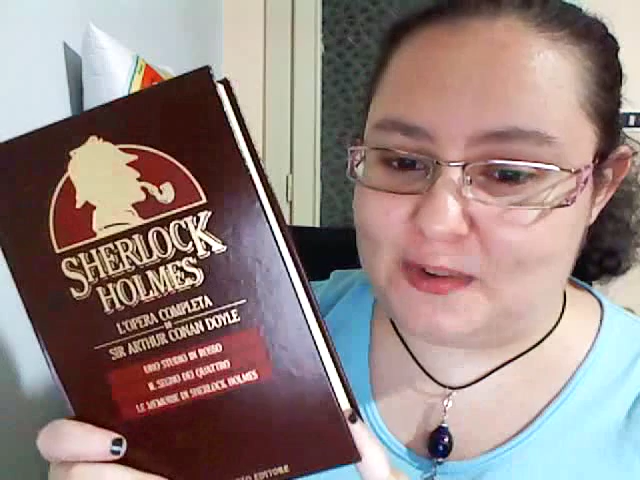 SHERLOCK
HOLMES
L'OPERA COMPLETA
DI
SIR ARTHUR CONAN DOYLE
UNO STUDIO IN ROSSO
IL SEGNO DEI QUATTRO
LE MEMORIE DI SHERLOCK HOLMES
EDITORE